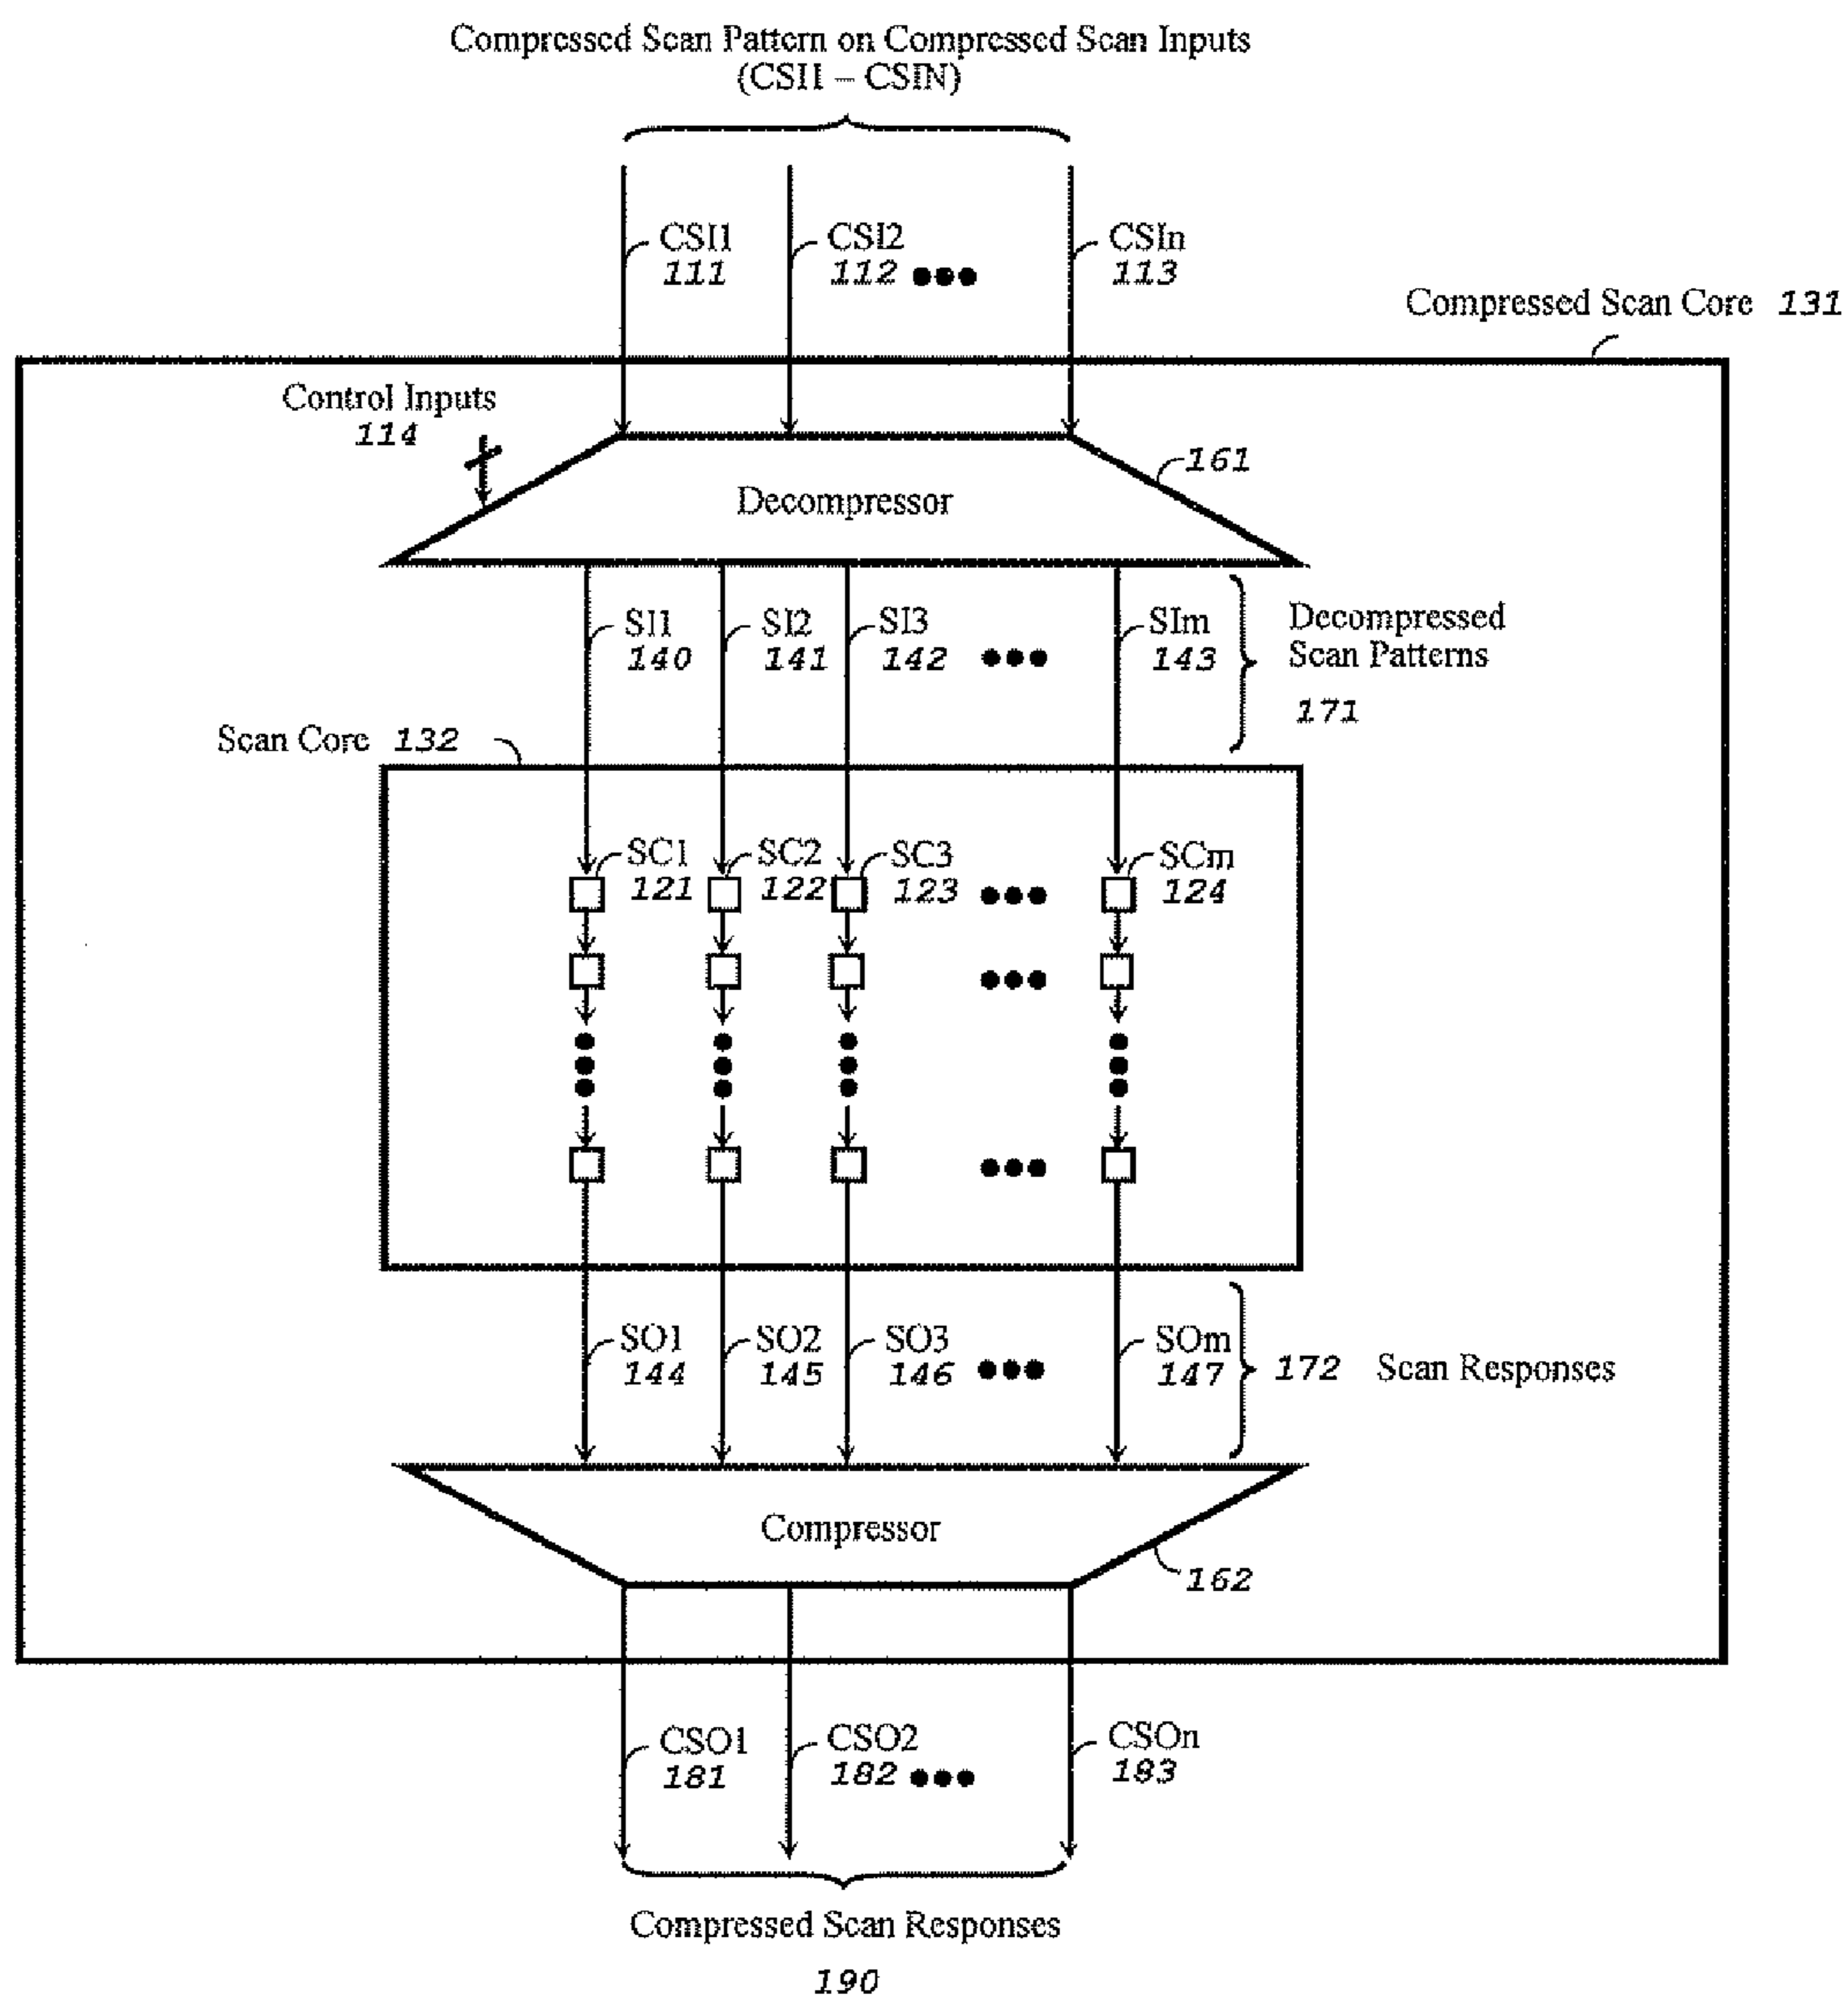 Compressed Scan Pattern on Compressed Scan Inputs
(CSI1 – CSIN)
CSI1
111
CSI2
112
CSIn
113
Compressed Scan Core 131
Control Inputs
114
161
Decompressor
SI1
140
SI2
141
SI3
142
SIm
143
Decompressed
Scan Patterns
171
Scan Core 132
SC1
121
SC2
122
SC3
123
SCm
124
SO1
144
SO2
145
SO3
146
SOm
147
172 Scan Responses
Compressor
162
CSO1
181
CSO2
182
CSOn
183
Compressed Scan Responses
190